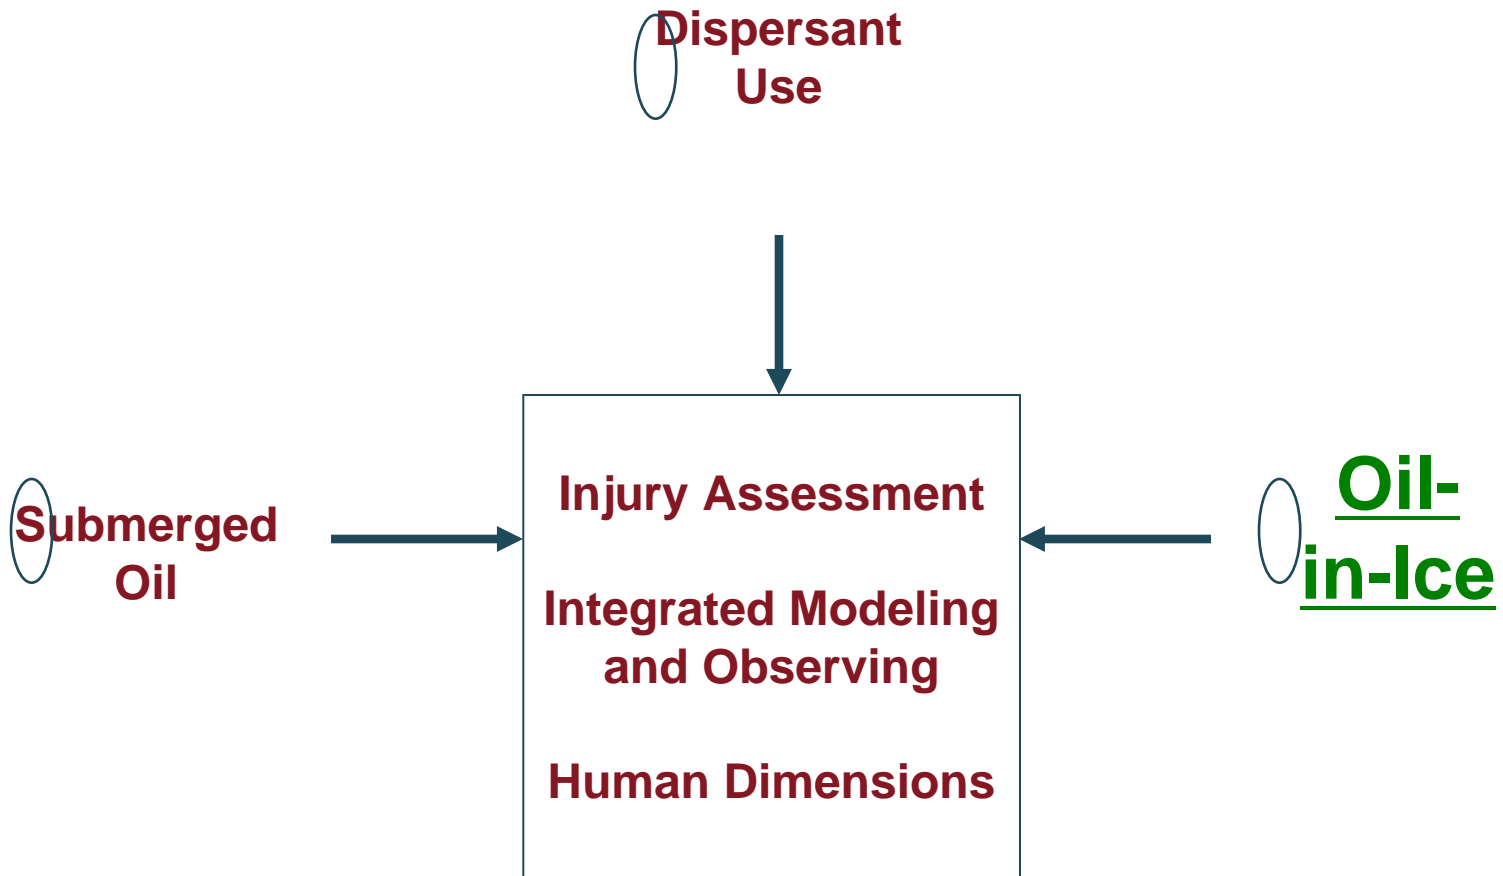 Dispersant
Use
Submerged
Oil
Injury Assessment
Integrated Modeling
and Observing
Human Dimensions
Oil-
in-Ice